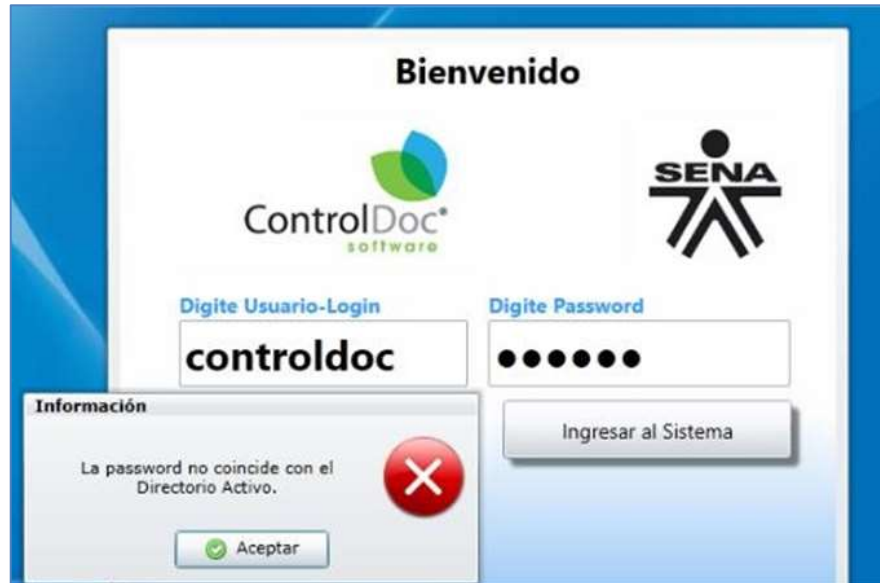 Bienvenido
ControlDoc®
software
SENA
Digite Usuario-Login
Digite Password
controldoc
●●●●●●
Información
La password no coincide con el
Directorio Activo.
Aceptar
Ingresar al Sistema